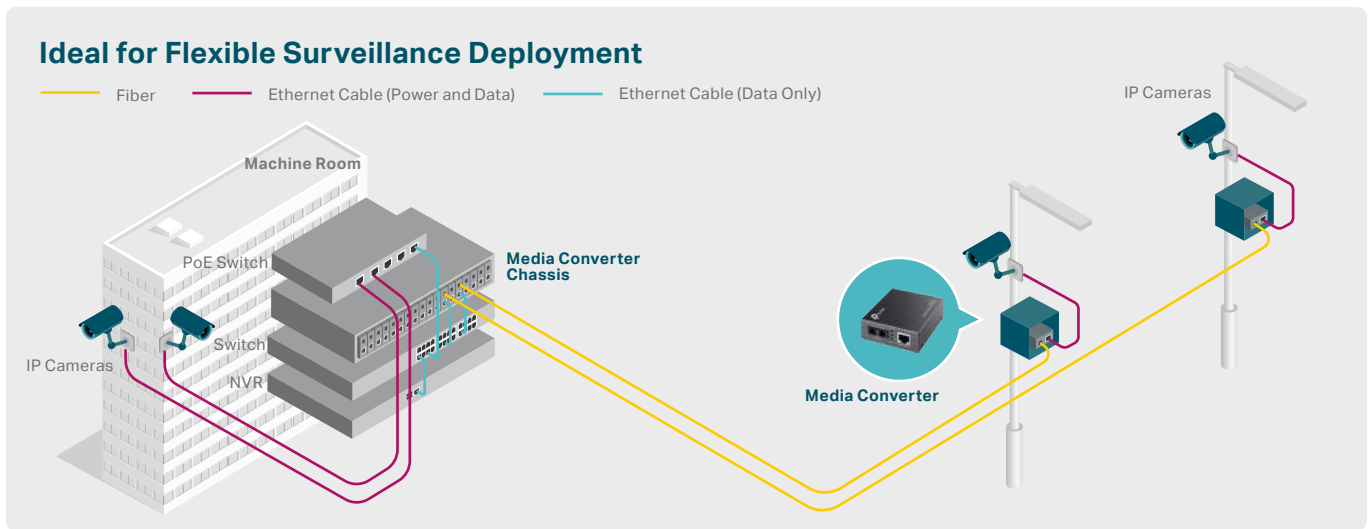 Ideal for Flexible Surveillance Deployment
Fiber
Ethernet Cable (Power and Data)
Ethernet Cable (Data Only)
IP Cameras
Machine Room
PoE Switch
Media Converter
Chassis
Switch
IP Cameras
NVR
Media Converter